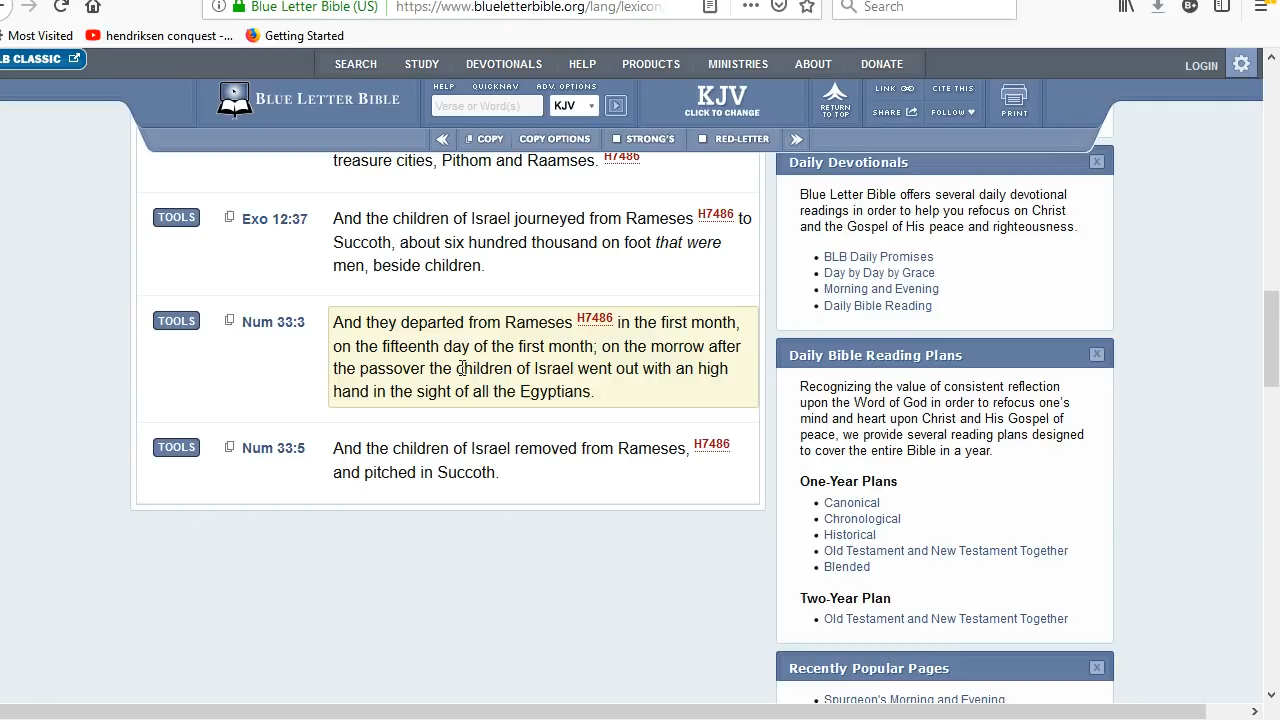 Blue Letter Bible (US) https://www.blueletterbible.org/lang/lexicon Search
Most Visited hendriksen conquest -... Getting Started
LB CLASSIC
SEARCH STUDY DEVOTIONALS HELP PRODUCTS MINISTRIES ABOUT DONATE LOGIN
BLUE LETTER BIBLE
HELP QUICKNAV ADV. OPTIONS
Verse or Word(s) KJV
KJV
CLICK TO CHANGE
RETURN TO TOP
LINK CITE THIS
SHARE FOLLOW
PRINT
COPY COPY OPTIONS STRONG'S RED-LETTER
treasure cities, Pithom and Raamses. H7486
TOOLS Exo 12:37 And the children of Israel journeyed from Rameses H7486 to
Succoth, about six hundred thousand on foot that were
men, beside children.
TOOLS Num 33:3 And they departed from Rameses H7486 in the first month,
on the fifteenth day of the first month; on the morrow after
the passover the children of Israel went out with an high
hand in the sight of all the Egyptians.
TOOLS Num 33:5 And the children of Israel removed from Rameses, H7486
and pitched in Succoth.
Daily Devotionals X
Blue Letter Bible offers several daily devotional
readings in order to help you refocus on Christ
and the Gospel of His peace and righteousness.
• BLB Daily Promises
• Day by Day by Grace
• Morning and Evening
• Daily Bible Reading
Daily Bible Reading Plans X
Recognizing the value of consistent reflection
upon the Word of God in order to refocus one's
mind and heart upon Christ and His Gospel of
peace, we provide several reading plans designed
to cover the entire Bible in a year.
One-Year Plans
• Canonical
• Chronological
• Historical
• Old Testament and New Testament Together
• Blended
Two-Year Plan
• Old Testament and New Testament Together
Recently Popular Pages X
• Spurgeon's Morning and Evening